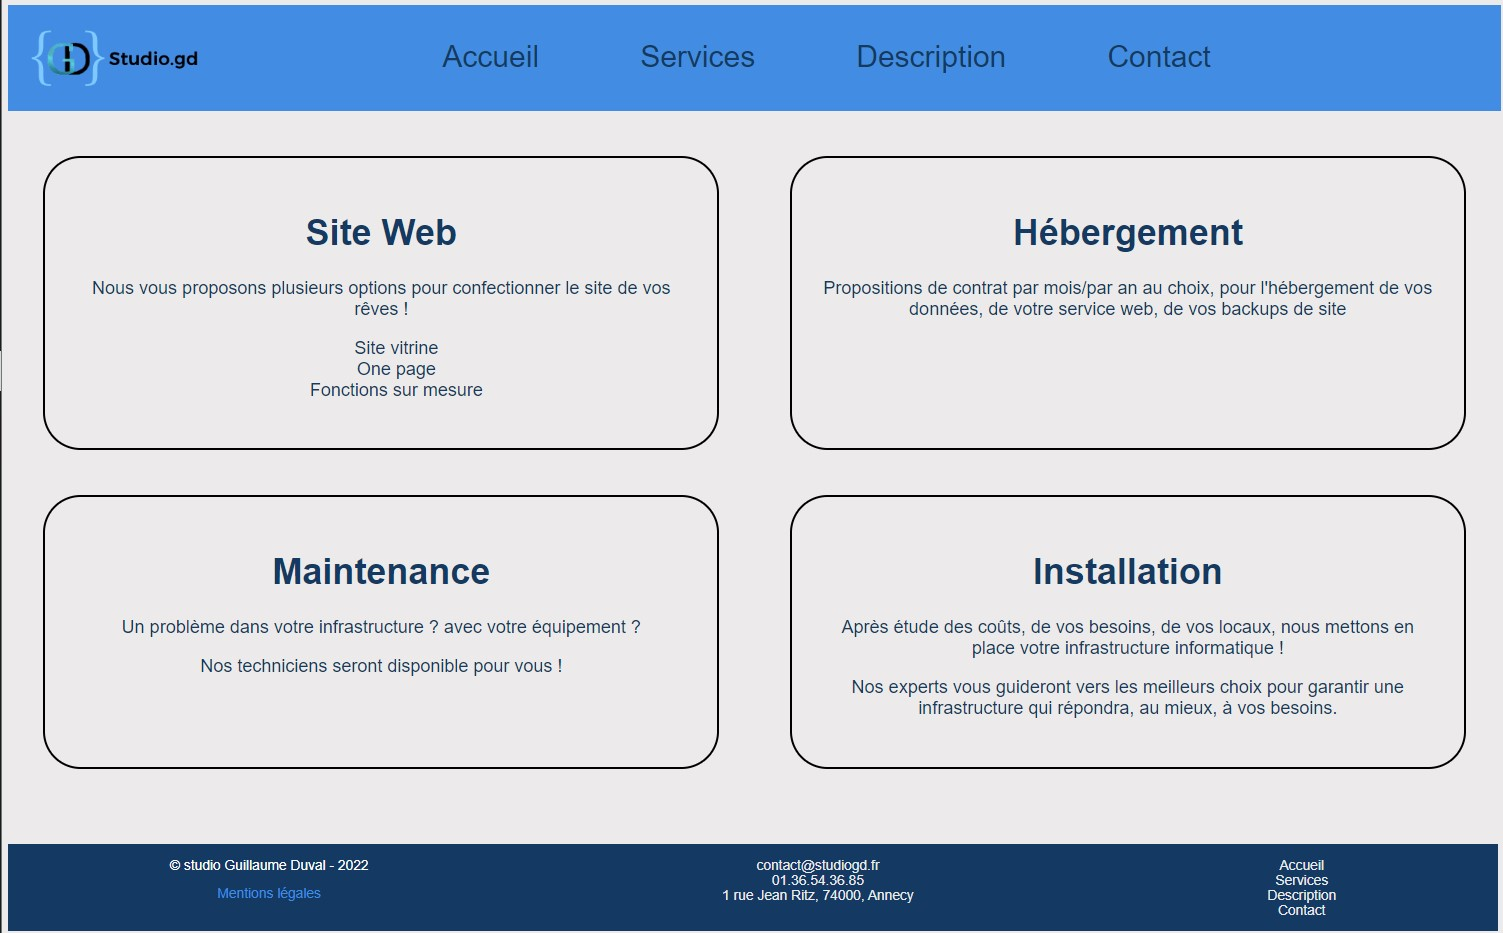 {GD} Studio.gd
Accueil Services Description Contact
Site Web
Nous vous proposons plusieurs options pour confectionner le site de vos
rêves !
Site vitrine
One page
Fonctions sur mesure
Hébergement
Propositions de contrat par mois/par an au choix, pour l'hébergement de vos
données, de votre service web, de vos backups de site
Maintenance
Un problème dans votre infrastructure ? avec votre équipement ?
Nos techniciens seront disponible pour vous !
Installation
Après étude des coûts, de vos besoins, de vos locaux, nous mettons en
place votre infrastructure informatique !
Nos experts vous guideront vers les meilleurs choix pour garantir une
infrastructure qui répondra, au mieux, à vos besoins.
© studio Guillaume Duval - 2022
Mentions légales
contact@studiogd.fr
01.36.54.36.85
1 rue Jean Ritz, 74000, Annecy
Accueil
Services
Description
Contact